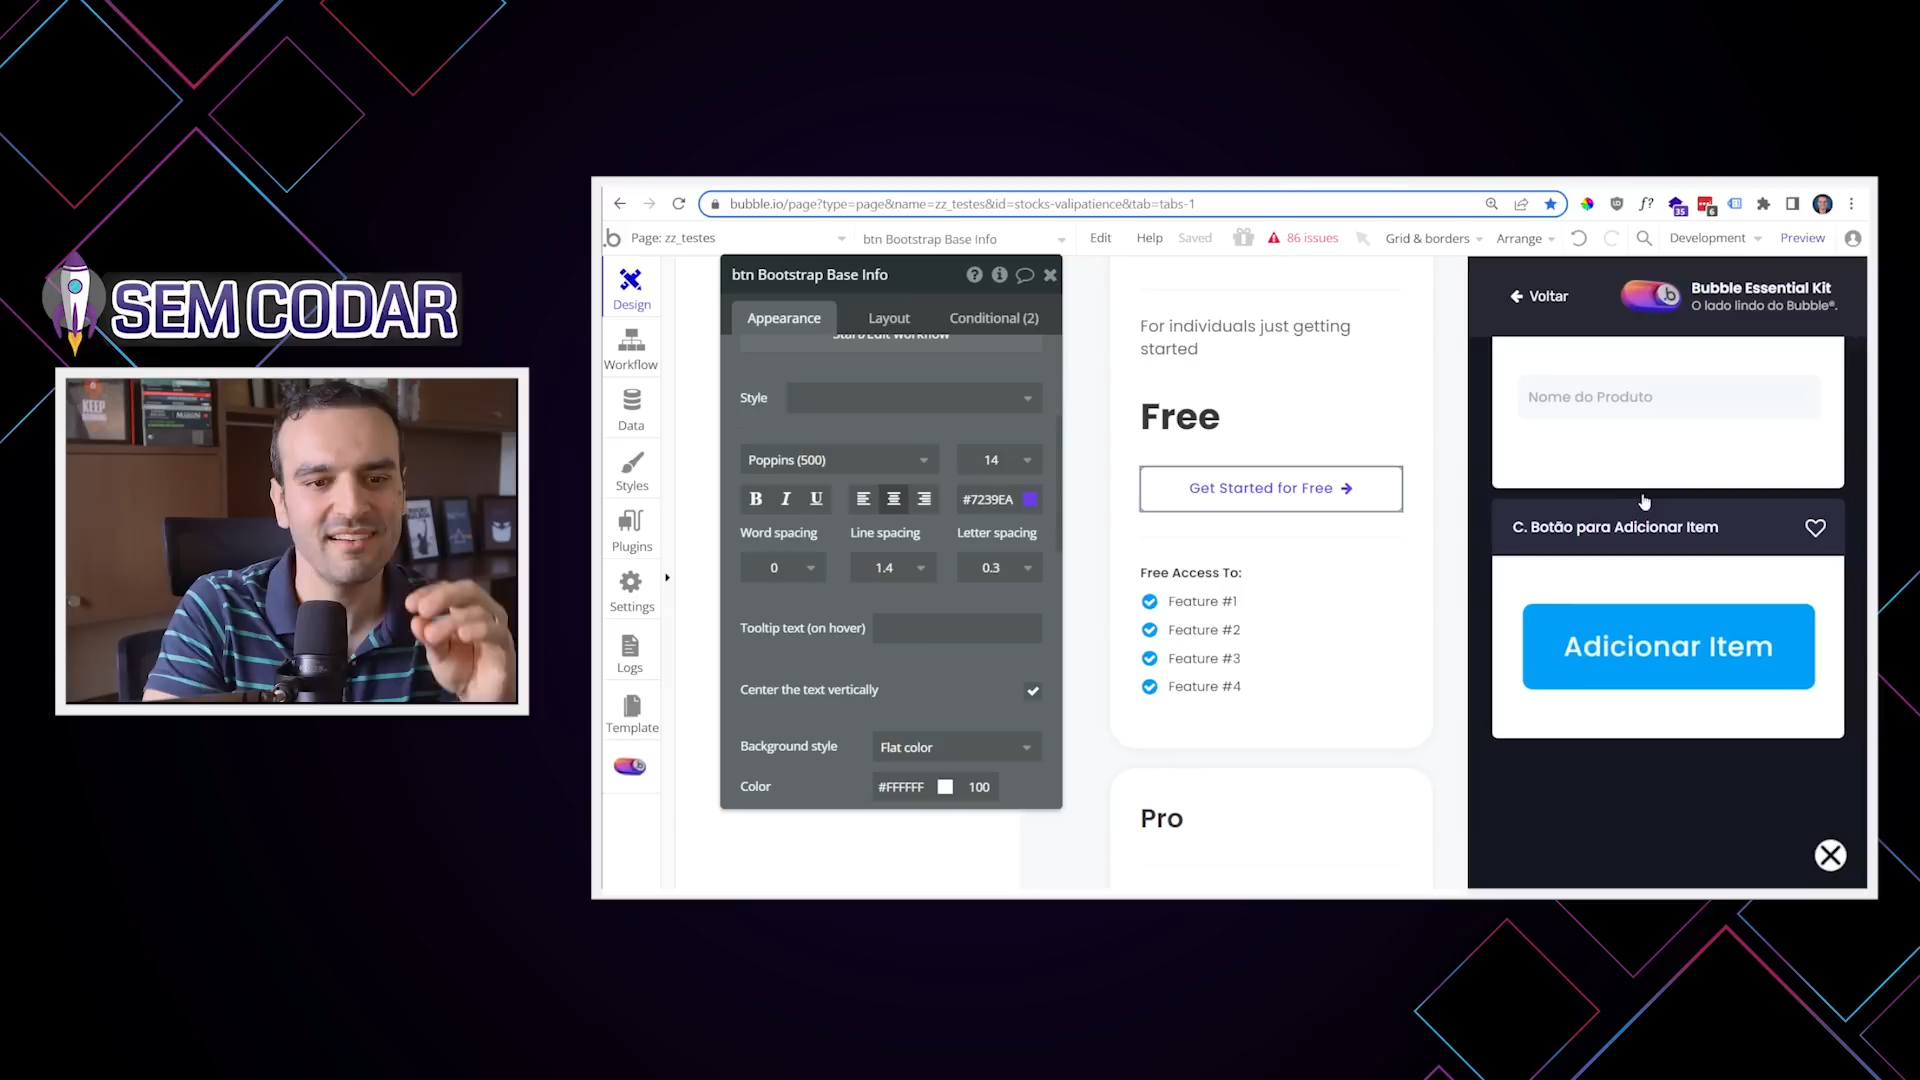 SEM CODAR
KEEP
bubble.io/page?type=page&name=zz_testes&id=stocks-valipatience&tab=tabs-1
35
6
f?
.b
Page: zz_testes
btn Bootstrap Base Info
Edit
Help
Saved
86 issues
Grid & borders
Arrange
Development
Preview
Design
Workflow
Data
Styles
Plugins
Settings
Logs
Template
btn Bootstrap Base Info
Appearance
Layout
Conditional (2)
Start/Edit workflow
Style
Poppins (500)
14
B I U
#7239EA
Word spacing
Line spacing
Letter spacing
0
1.4
0.3
Tooltip text (on hover)
Center the text vertically
Background style
Flat color
Color
#FFFFFF
100
For individuals just getting
started
Free
Get Started for Free
Free Access To:
Feature #1
Feature #2
Feature #3
Feature #4
Pro
Voltar
Bubble Essential Kit
O lado lindo do Bubble®.
Nome do Produto
C. Botão para Adicionar Item
Adicionar Item